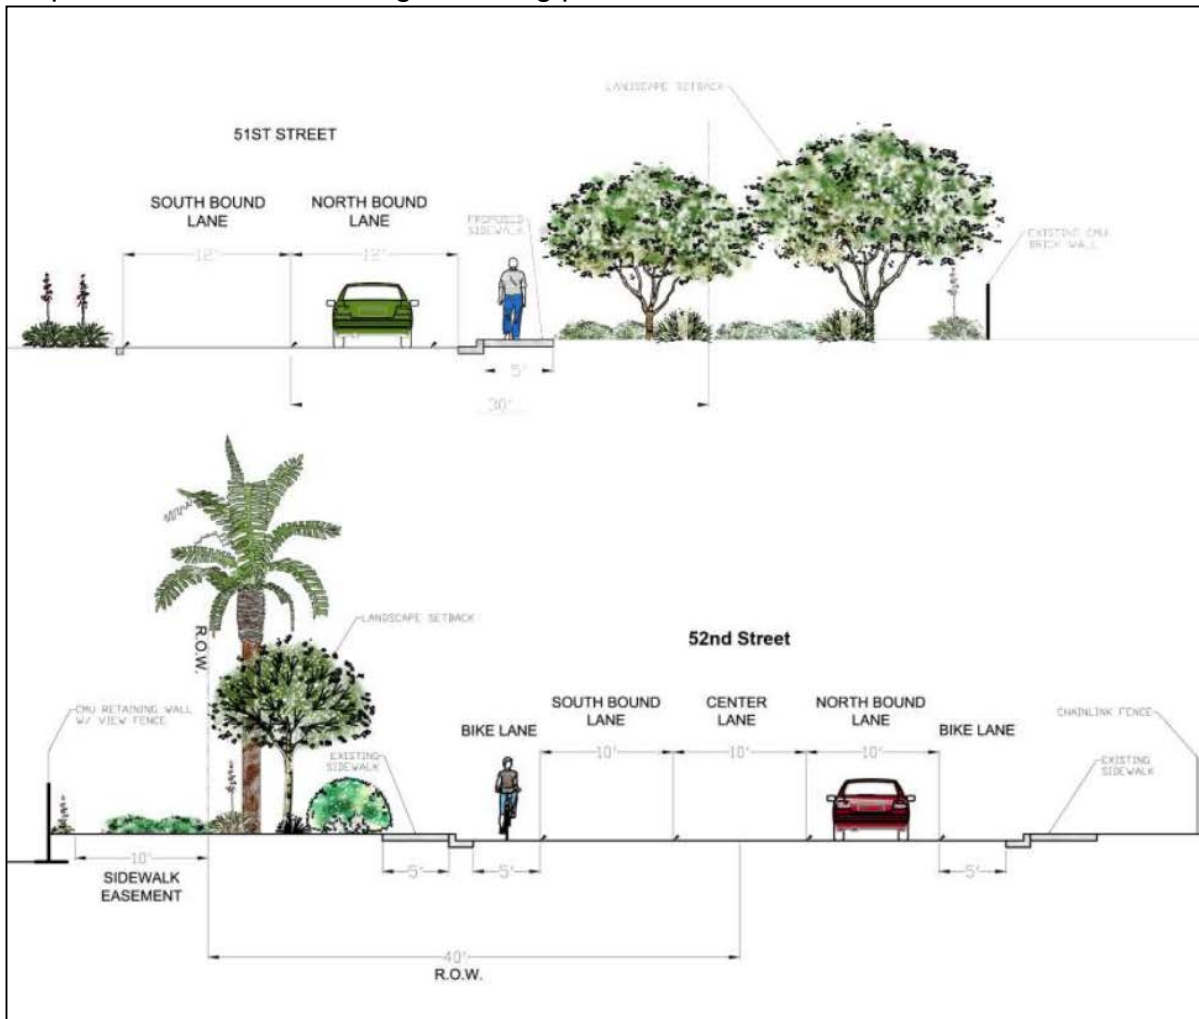 LANDSCAPE SETBACK
51ST STREET
SOUTH BOUND
LANE
NORTH BOUND
LANE
PROPOSED
SIDEWALK
EXISTING CMU
BRICK WALL
12'
12'
5'
30'
R.O.W.
LANDSCAPE SETBACK
52nd Street
CMU RETAINING WALL
W/ VIEW FENCE
SOUTH BOUND
LANE
CENTER
LANE
NORTH BOUND
LANE
CHAINLINK FENCE
BIKE LANE
BIKE LANE
EXISTING
SIDEWALK
10'
10'
10'
EXISTING
SIDEWALK
10'
SIDEWALK
EASEMENT
5'
5'
5'
40'
R.O.W.